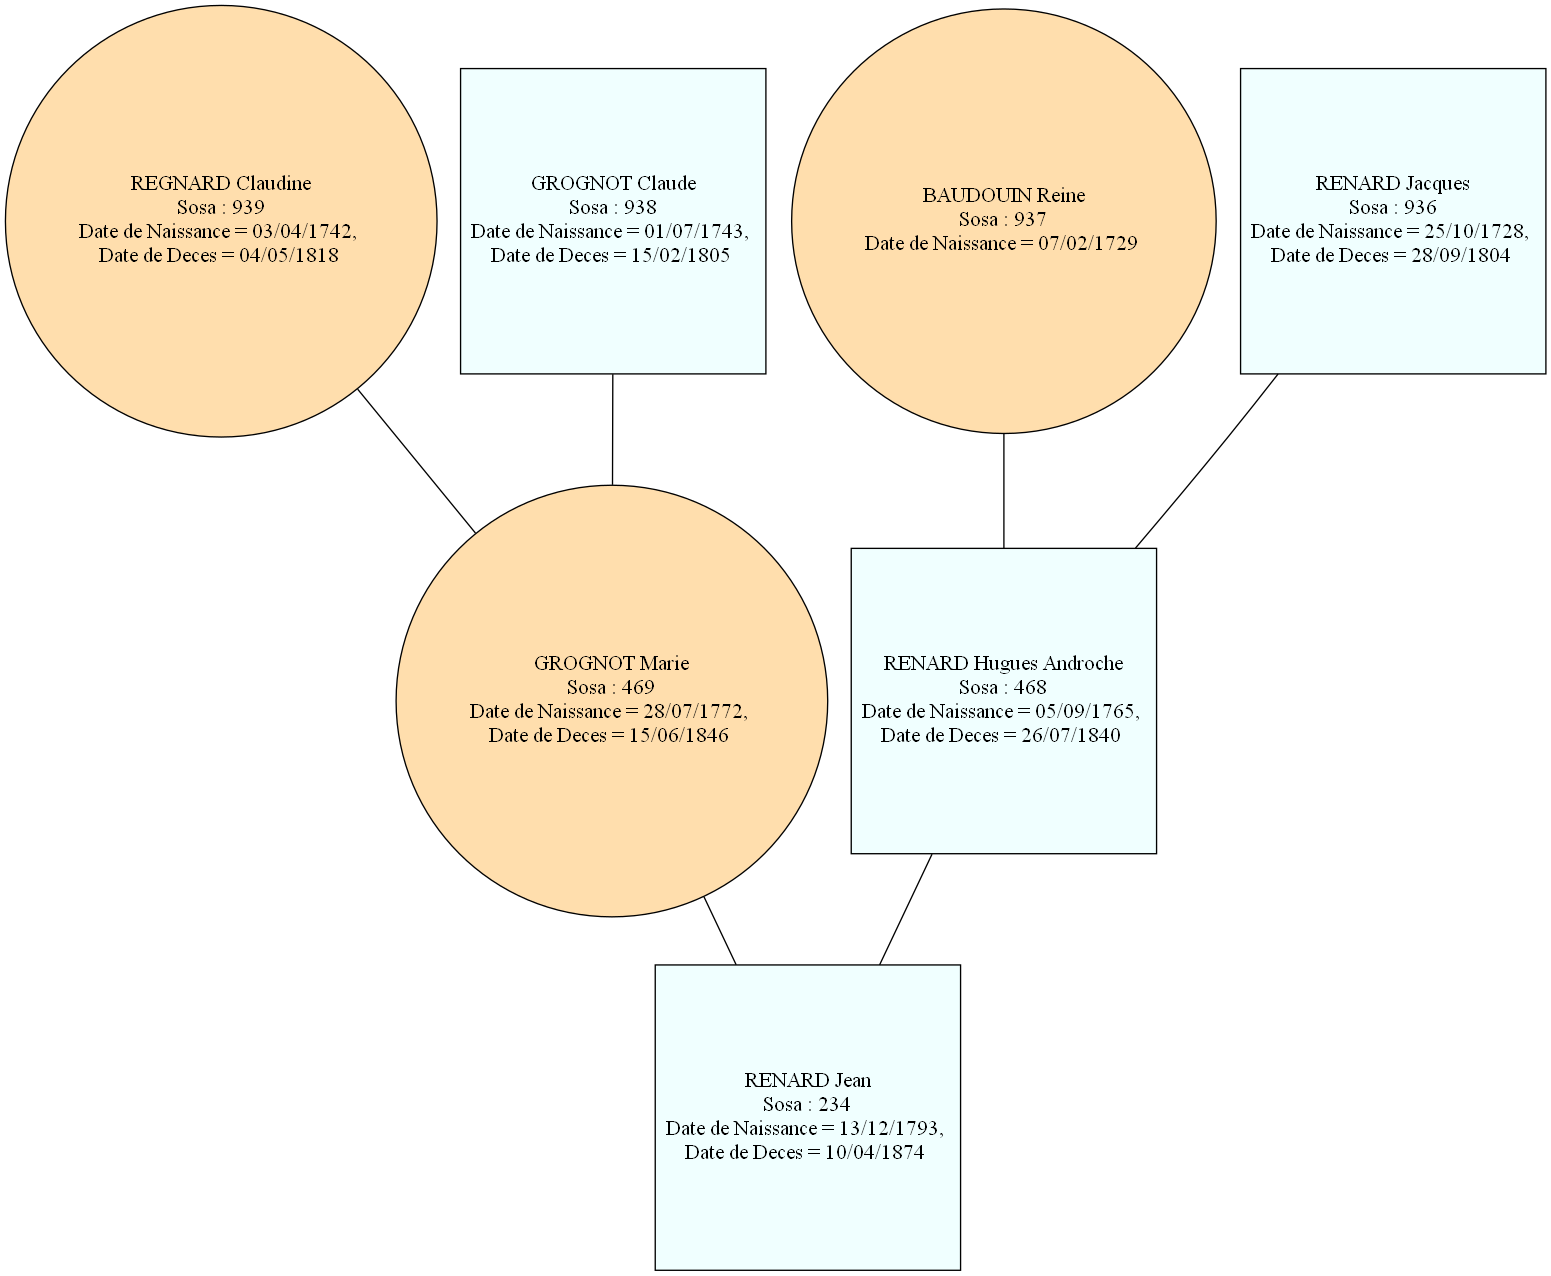 REGNARD Claudine
Sosa : 939
Date de Naissance = 03/04/1742,
Date de Deces = 04/05/1818
GROGNOT Claude
Sosa : 938
Date de Naissance = 01/07/1743,
Date de Deces = 15/02/1805
BAUDOUIN Reine
Sosa : 937
Date de Naissance = 07/02/1729
RENARD Jacques
Sosa : 936
Date de Naissance = 25/10/1728,
Date de Deces = 28/09/1804
GROGNOT Marie
Sosa : 469
Date de Naissance = 28/07/1772,
Date de Deces = 15/06/1846
RENARD Hugues Androche
Sosa : 468
Date de Naissance = 05/09/1765,
Date de Deces = 26/07/1840
RENARD Jean
Sosa : 234
Date de Naissance = 13/12/1793,
Date de Deces = 10/04/1874